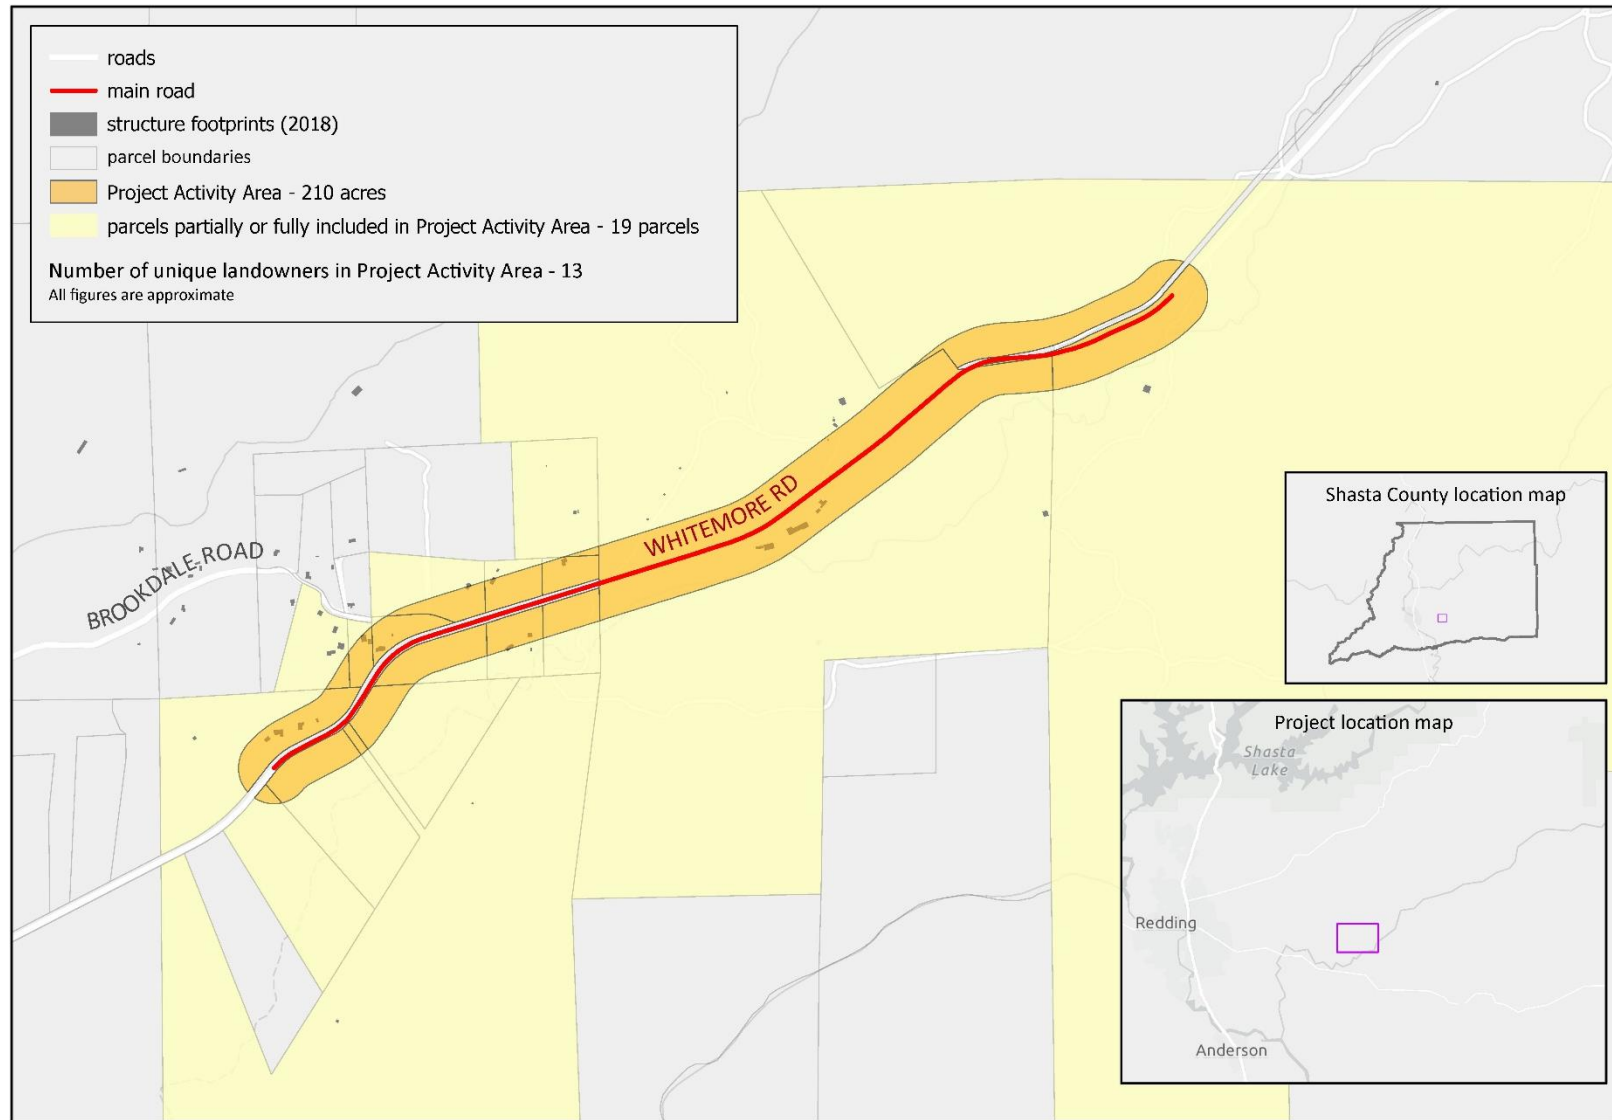 roads
main road
structure footprints (2018)
parcel boundaries
Project Activity Area - 210 acres
parcels partially or fully included in Project Activity Area - 19 parcels
Number of unique landowners in Project Activity Area - 13
All figures are approximate
WHITEMORE RD
BROOKDALE ROAD
Shasta County location map
Project location map
Shasta
Lake
Redding
Anderson